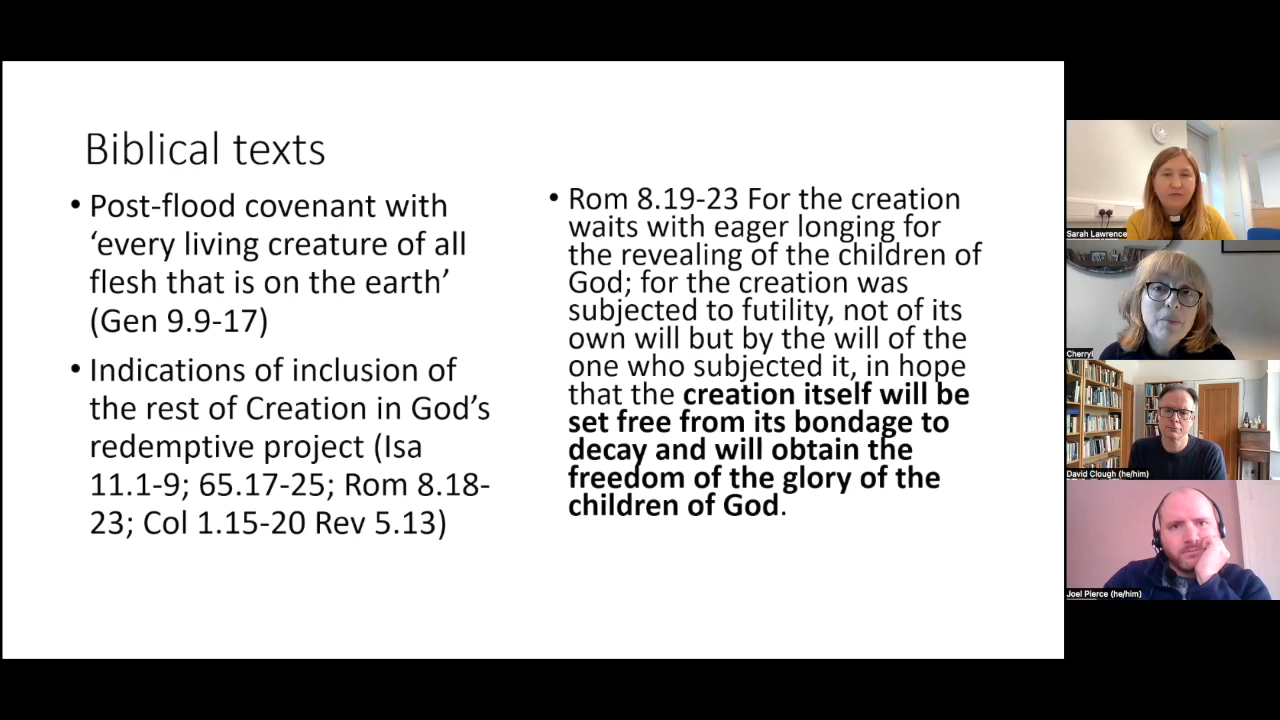 Biblical texts
• Post-flood covenant with
‘every living creature of all
flesh that is on the earth’
(Gen 9.9-17)
• Indications of inclusion of
the rest of Creation in God’s
redemptive project (Isa
11.1-9; 65.17-25; Rom 8.18-
23; Col 1.15-20 Rev 5.13)
• Rom 8.19-23 For the creation
waits with eager longing for
the revealing of the children of
God; for the creation was
subjected to futility, not of its
own will but by the will of the
one who subjected it, in hope
that the creation itself will be
set free from its bondage to
decay and will obtain the
freedom of the glory of the
children of God.
Sarah Lawrence
Cherryl
David Clough (he/him)
Joel Pierce (he/him)